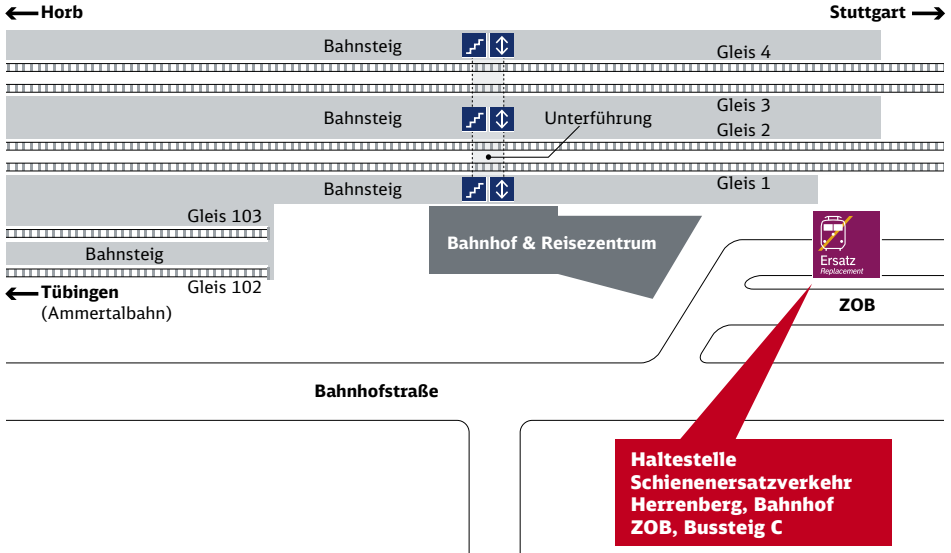 Horb
Stuttgart
Bahnsteig
Gleis 4
Gleis 3
Bahnsteig
Unterführung
Gleis 2
Bahnsteig
Gleis 1
Gleis 103
Bahnhof & Reisezentrum
Bahnsteig
Ersatz
Replacement
Gleis 102
Tübingen
(Ammertalbahn)
ZOB
Bahnhofstraße
Haltestelle
Schienenersatzverkehr
Herrenberg, Bahnhof
ZOB, Bussteig C